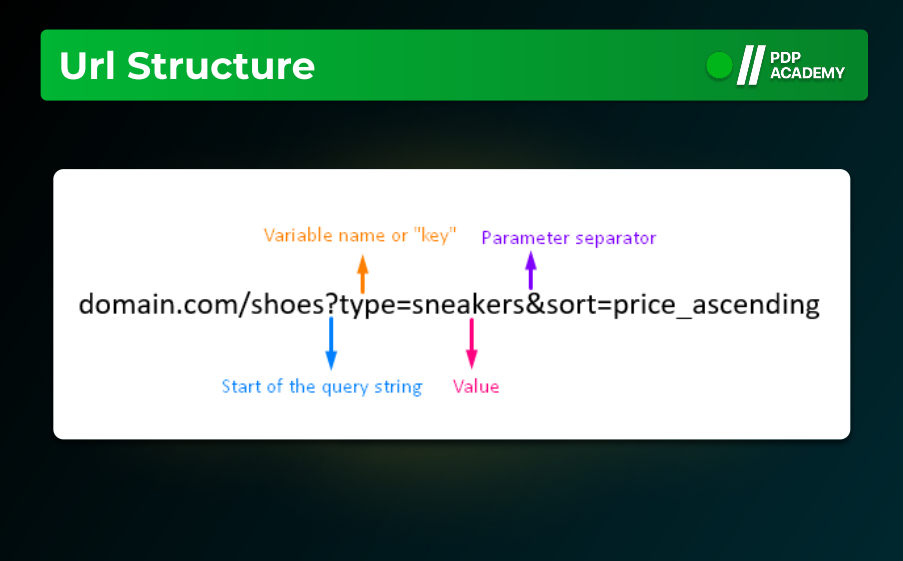 Url Structure
PDP
ACADEMY
Variable name or "key"
Parameter separator
domain.com/shoes?type=sneakers&sort=price_ascending
Start of the query string
Value